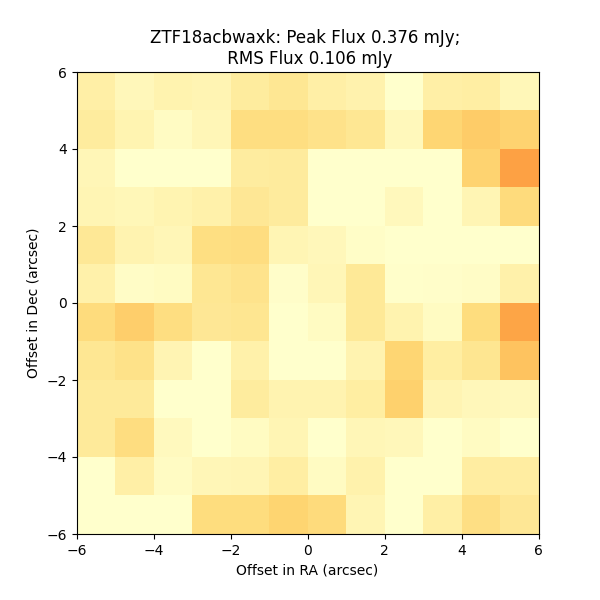 ZTF18acbwaxk: Peak Flux 0.376 mJy;
RMS Flux 0.106 mJy
6
4
2
0
−2
−4
−6
Offset in Dec (arcsec)
−6 −4 −2 0 2 4 6
Offset in RA (arcsec)